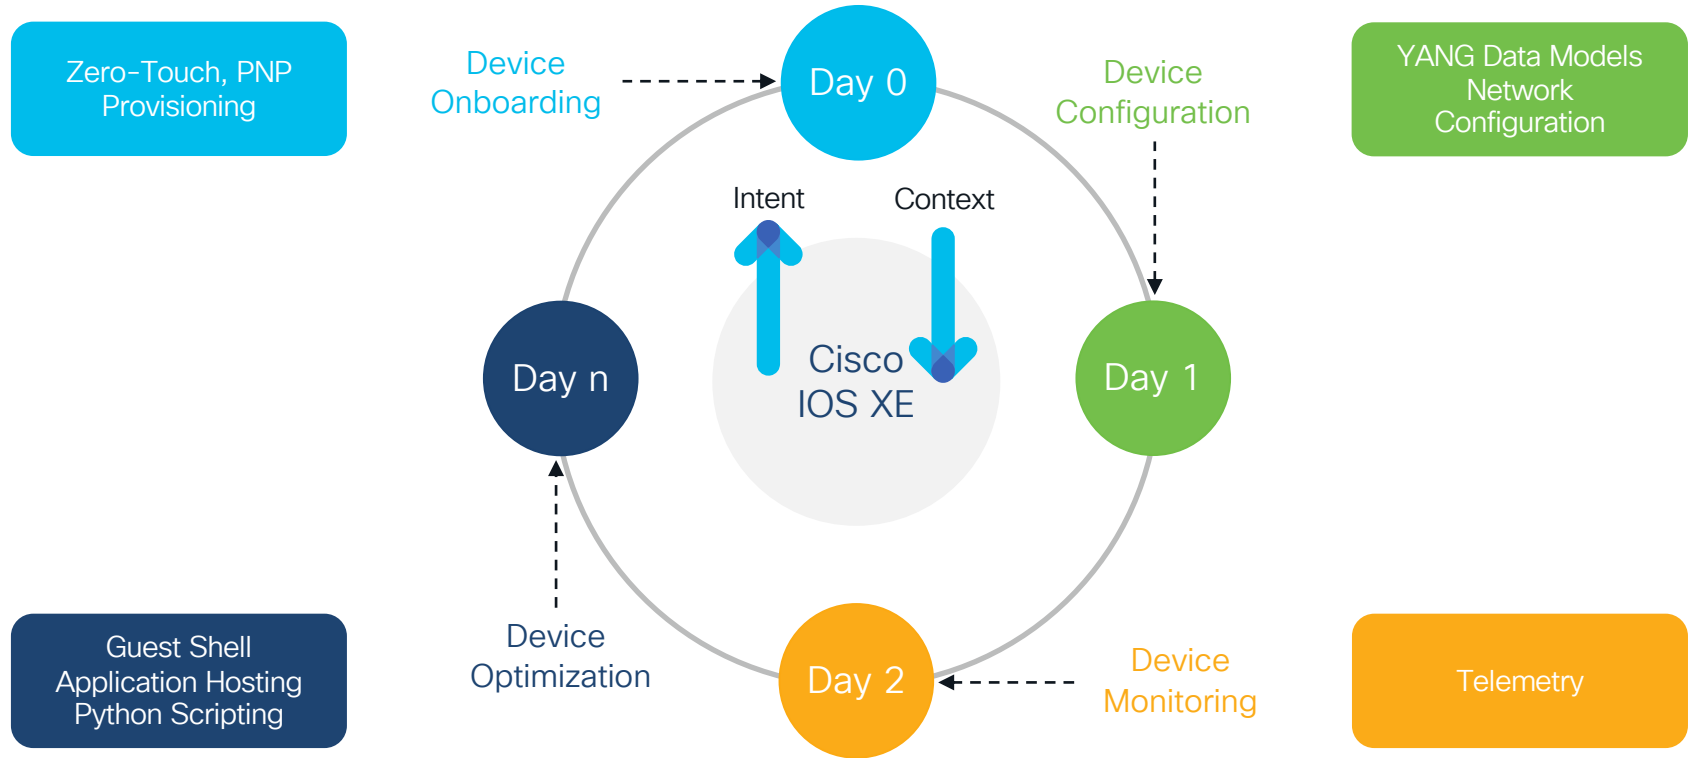 Zero-Touch, PNP
Provisioning
Device
Onboarding
Day 0
Device
Configuration
YANG Data Models
Network
Configuration
Intent
Context
Day n
Cisco
IOS XE
Day 1
Guest Shell
Application Hosting
Python Scripting
Device
Optimization
Day 2
Device
Monitoring
Telemetry